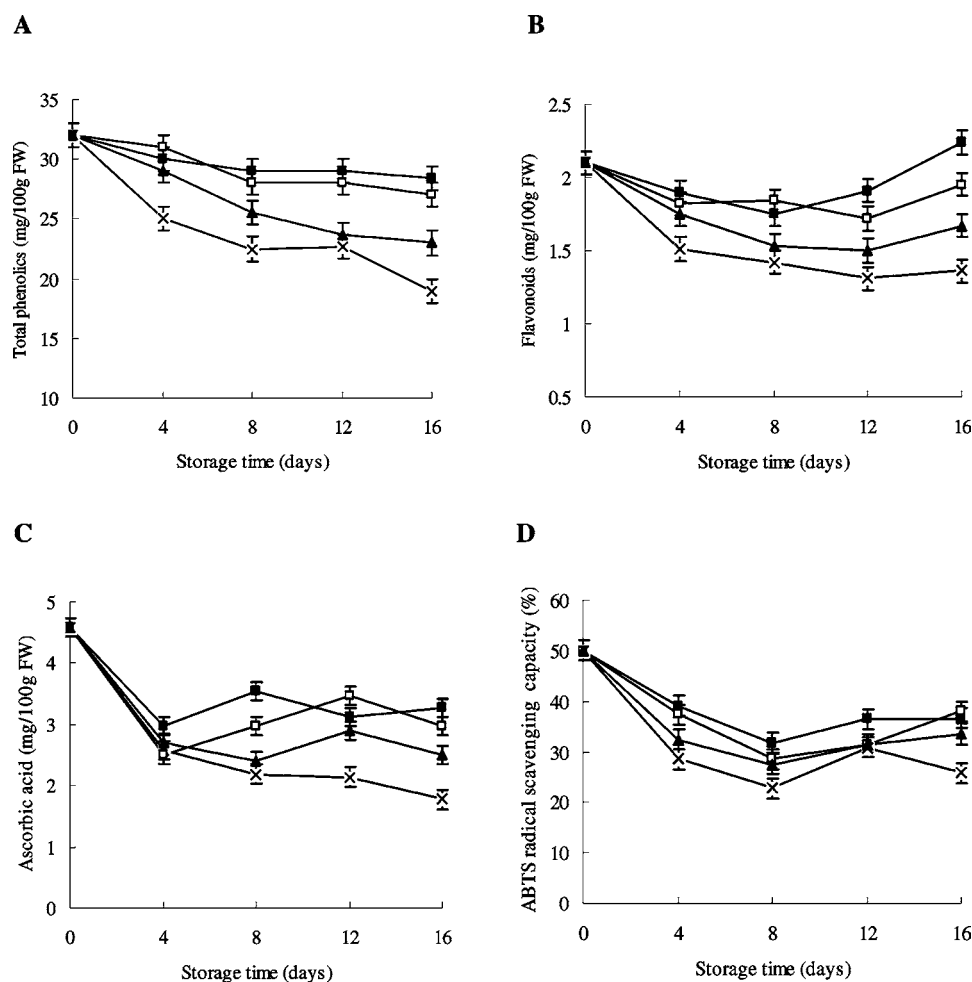 A
Total phenolics (mg/100g FW)
35
30
25
20
15
10
0 4 8 12 16
Storage time (days)
B
Flavonoids (mg/100g FW)
2.5
2
1.5
1
0.5
0 4 8 12 16
Storage time (days)
C
Ascorbic acid (mg/100g FW)
5
4
3
2
1
0
0 4 8 12 16
Storage time (days)
D
ABTS radical scavenging capacity (%)
60
50
40
30
20
10
0
0 4 8 12 16
Storage time (days)